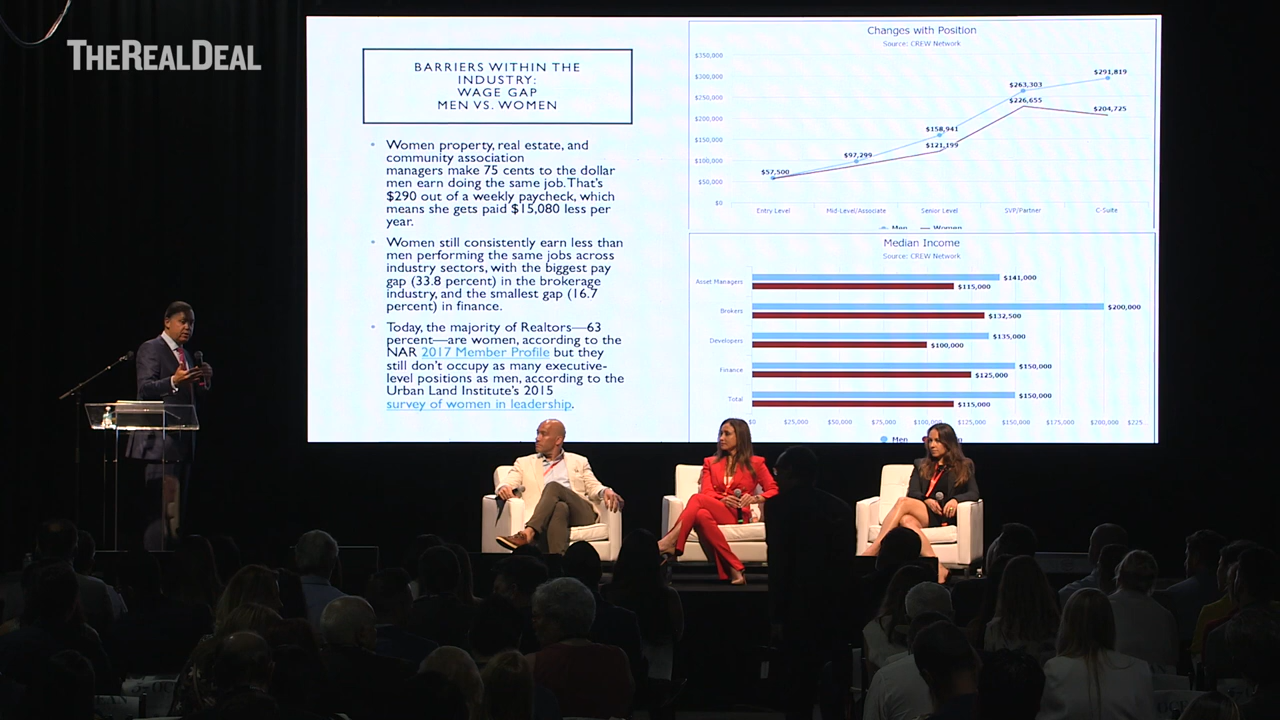 THEREALDEAL
BARRIERS WITHIN THE
INDUSTRY:
WAGE GAP
MEN VS. WOMEN
• Women property, real estate, and
community association
managers make 75 cents to the dollar
men earn doing the same job. That's
$290 out of a weekly paycheck, which
means she gets paid $15,080 less per
year.
• Women still consistently earn less than
men performing the same jobs across
industry sectors, with the biggest pay
gap (33.8 percent) in the brokerage
industry, and the smallest gap (16.7
percent) in finance.
• Today, the majority of Realtors—63
percent—are women, according to the
NAR 2017 Member Profile but they
still don't occupy as many executive-
level positions as men, according to the
Urban Land Institute's 2015
survey of women in leadership.
Changes with Position
Source: CREW Network
$350,000
$300,000
$250,000
$200,000
$150,000
$100,000
$50,000
$0
$57,500
$97,299
$158,941
$121,199
$263,303
$226,655
$291,819
$204,725
Entry Level Mid-Level/Associate Senior Level SVP/Partner C-Suite
Men Women
Median Income
Source: CREW Network
Asset Managers $141,000
$115,000
Brokers $200,000
$132,500
Developers $135,000
$100,000
Finance $150,000
$125,000
Total $150,000
$115,000
$0 $25,000 $50,000 $75,000 $100,000 $125,000 $150,000 $175,000 $200,000 $225...
Men